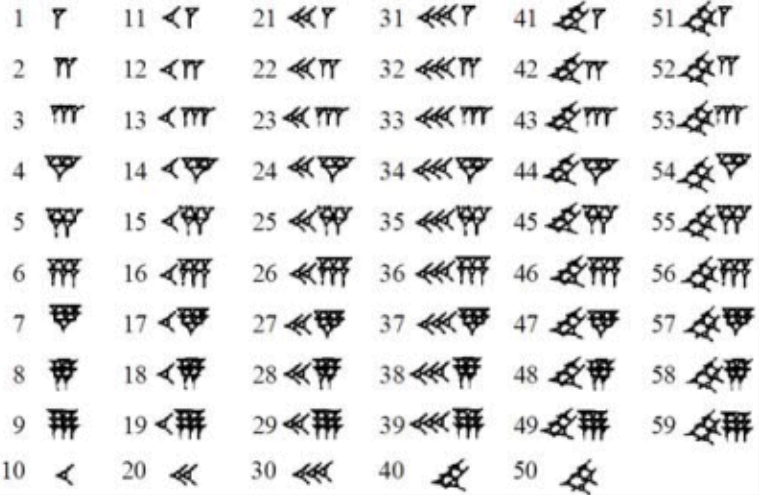 1 𒐕 11 𒌋𒐕 21 𒎙𒐕 31 𒌍𒐕 41 𒐏𒐕 51 𒐐𒐕
2 𒐖 12 𒌋𒐖 22 𒎙𒐖 32 𒌍𒐖 42 𒐏𒐖 52 𒐐𒐖
3 𒐗 13 𒌋𒐗 23 𒎙𒐗 33 𒌍𒐗 43 𒐏𒐗 53 𒐐𒐗
4 𒐘 14 𒌋𒐘 24 𒎙𒐘 34 𒌍𒐘 44 𒐏𒐘 54 𒐐𒐘
5 𒐙 15 𒌋𒐙 25 𒎙𒐙 35 𒌍𒐙 45 𒐏𒐙 55 𒐐𒐙
6 𒐚 16 𒌋𒐚 26 𒎙𒐚 36 𒌍𒐚 46 𒐏𒐚 56 𒐐𒐚
7 𒐛 17 𒌋𒐛 27 𒎙𒐛 37 𒌍𒐛 47 𒐏𒐛 57 𒐐𒐛
8 𒐜 18 𒌋𒐜 28 𒎙𒐜 38 𒌍𒐜 48 𒐏𒐜 58 𒐐𒐜
9 𒐝 19 𒌋𒐝 29 𒎙𒐝 39 𒌍𒐝 49 𒐏𒐝 59 𒐐𒐝
10 𒌋 20 𒎙 30 𒌍 40 𒐏 50 𒐐